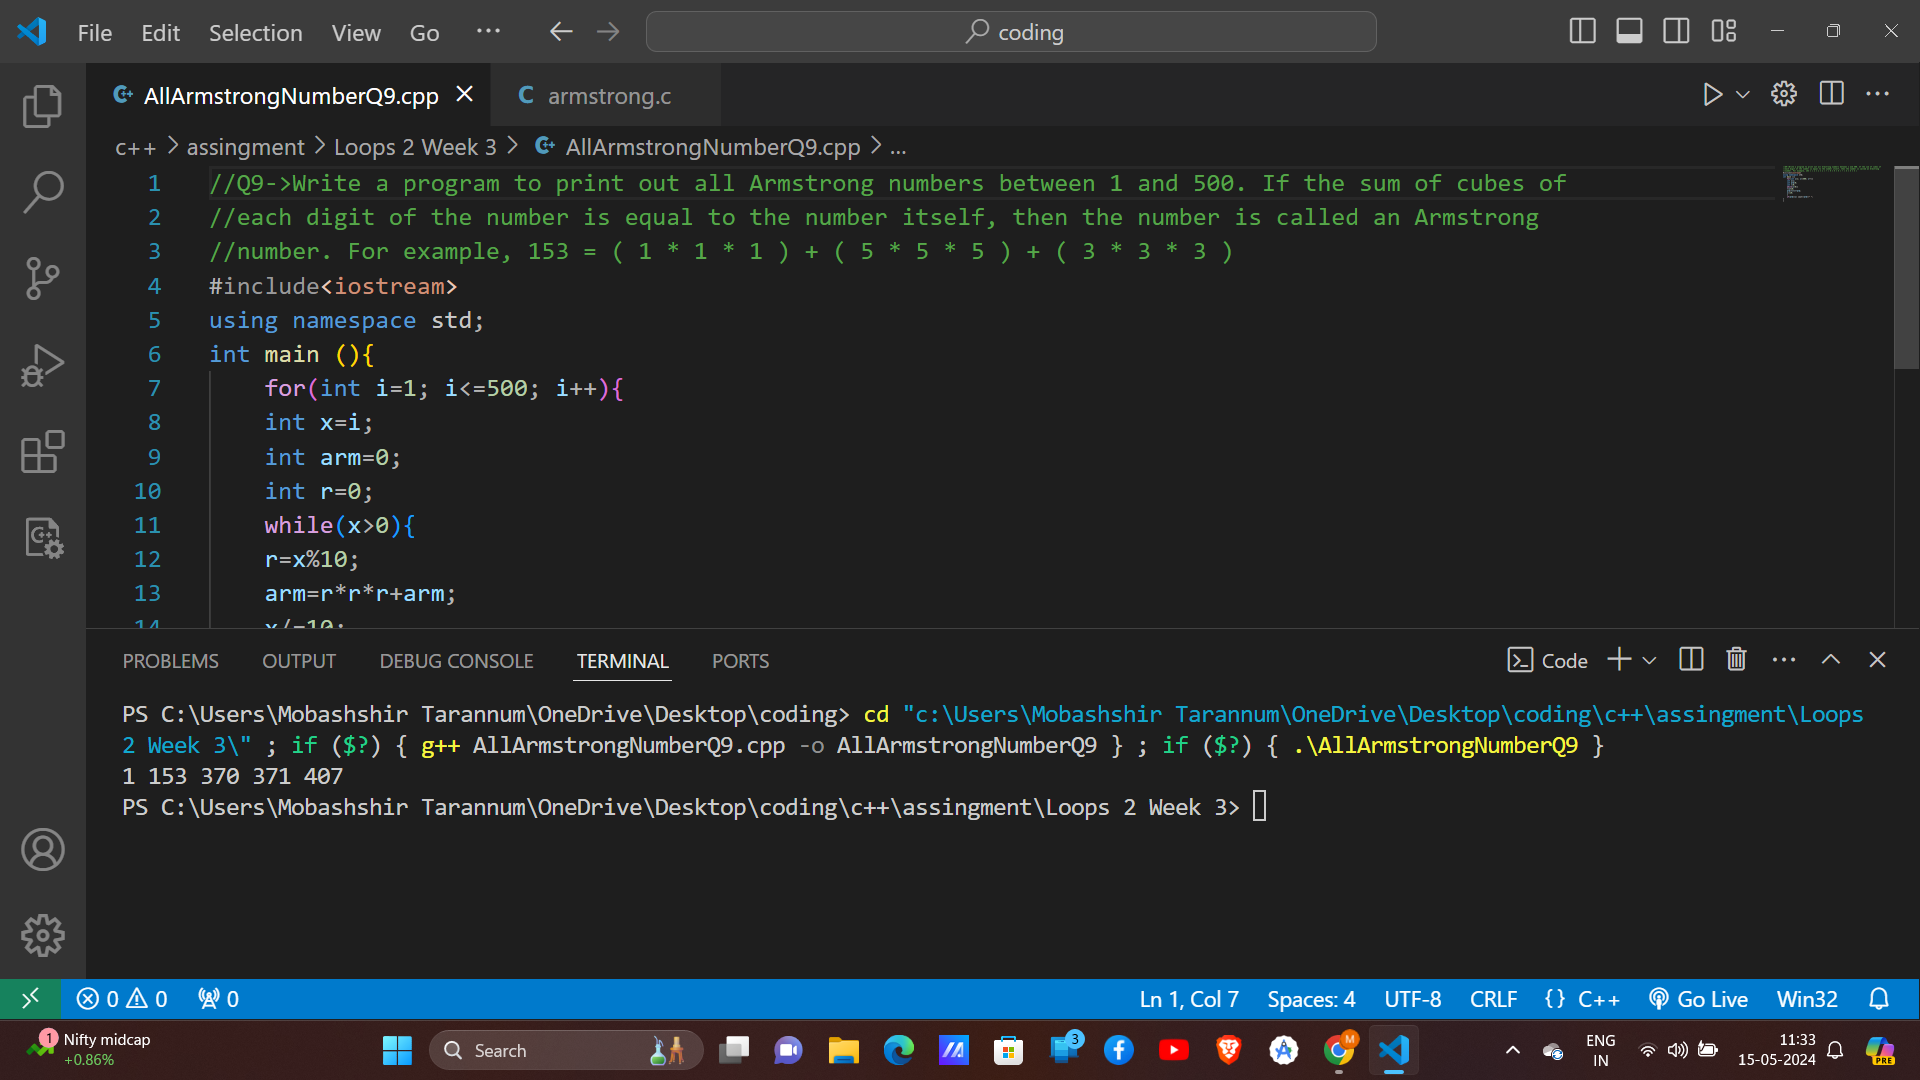 File Edit Selection View Go ··· coding
AllArmstrongNumberQ9.cpp armstrong.c
c++ > assingment > Loops 2 Week 3 > AllArmstrongNumberQ9.cpp > ...
1 //Q9->Write a program to print out all Armstrong numbers between 1 and 500. If the sum of cubes of
2 //each digit of the number is equal to the number itself, then the number is called an Armstrong
3 //number. For example, 153 = ( 1 * 1 * 1 ) + ( 5 * 5 * 5 ) + ( 3 * 3 * 3 )
4 #include<iostream>
5 using namespace std;
6 int main (){
7 for(int i=1; i<=500; i++){
8 int x=i;
9 int arm=0;
10 int r=0;
11 while(x>0){
12 r=x%10;
13 arm=r*r*r+arm;
14 x/=10;
PROBLEMS OUTPUT DEBUG CONSOLE TERMINAL PORTS Code
PS C:\Users\Mobashshir Tarannum\OneDrive\Desktop\coding> cd "c:\Users\Mobashshir Tarannum\OneDrive\Desktop\coding\c++\assingment\Loops
2 Week 3\" ; if ($?) { g++ AllArmstrongNumberQ9.cpp -o AllArmstrongNumberQ9 } ; if ($?) { .\AllArmstrongNumberQ9 }
1 153 370 371 407
PS C:\Users\Mobashshir Tarannum\OneDrive\Desktop\coding\c++\assingment\Loops 2 Week 3>
0 0 0 Ln 1, Col 7 Spaces: 4 UTF-8 CRLF {} C++ Go Live Win32
1 Nifty midcap
+0.86%
Search
3
M
ENG
IN
11:33
15-05-2024
PRE